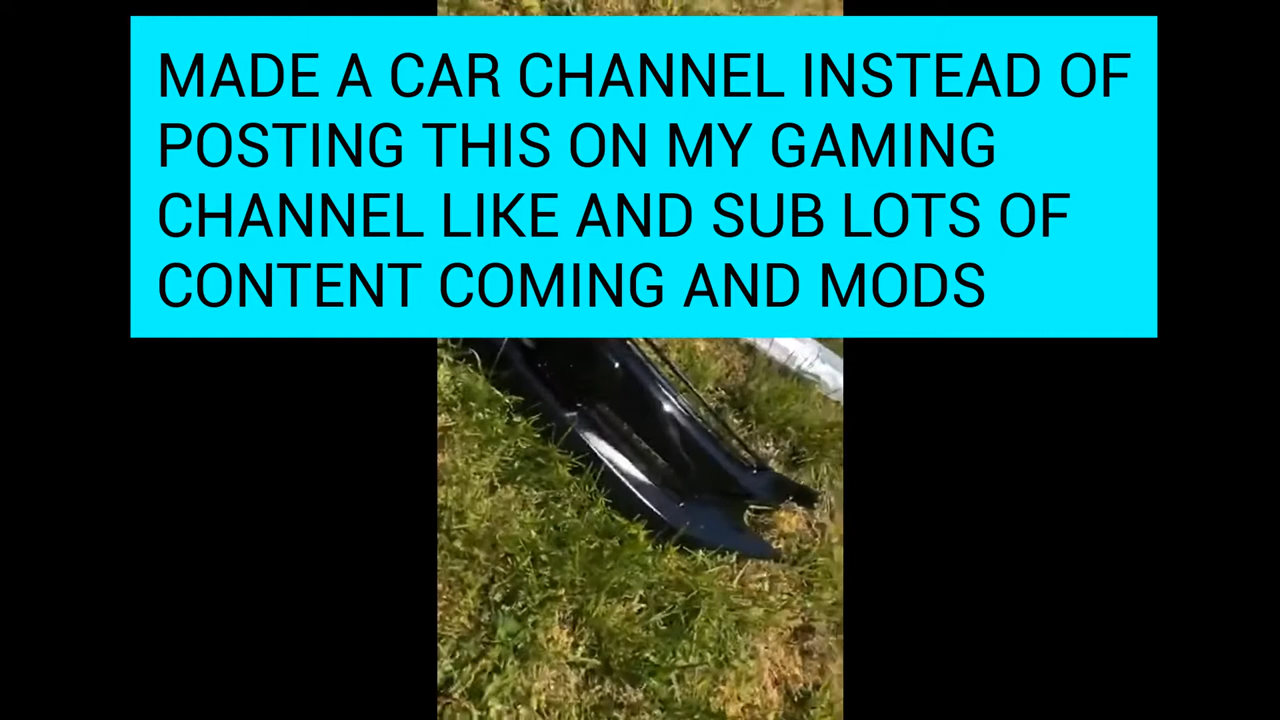 MADE A CAR CHANNEL INSTEAD OF
POSTING THIS ON MY GAMING
CHANNEL LIKE AND SUB LOTS OF
CONTENT COMING AND MODS